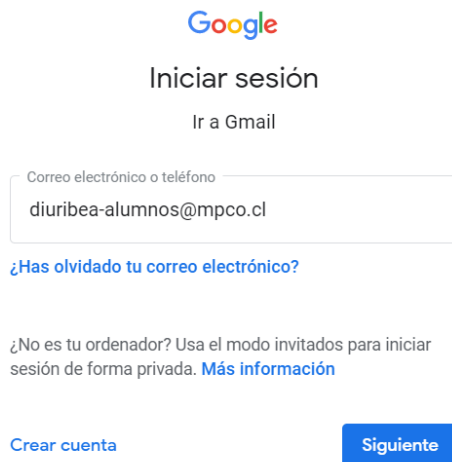 Google
Iniciar sesión
Ir a Gmail
Correo electrónico o teléfono
diuribea-alumnos@mpco.cl
¿Has olvidado tu correo electrónico?
¿No es tu ordenador? Usa el modo invitados para iniciar
sesión de forma privada. Más información
Crear cuenta
Siguiente